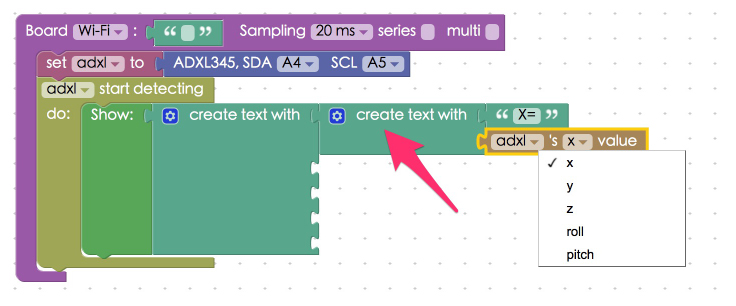 Board Wi-Fi : “ ” Sampling 20 ms series multi
set adxl to ADXL345, SDA A4 SCL A5
adxl start detecting
do: Show: create text with create text with “ X= ”
adxl 's x value
✓ x
y
z
roll
pitch